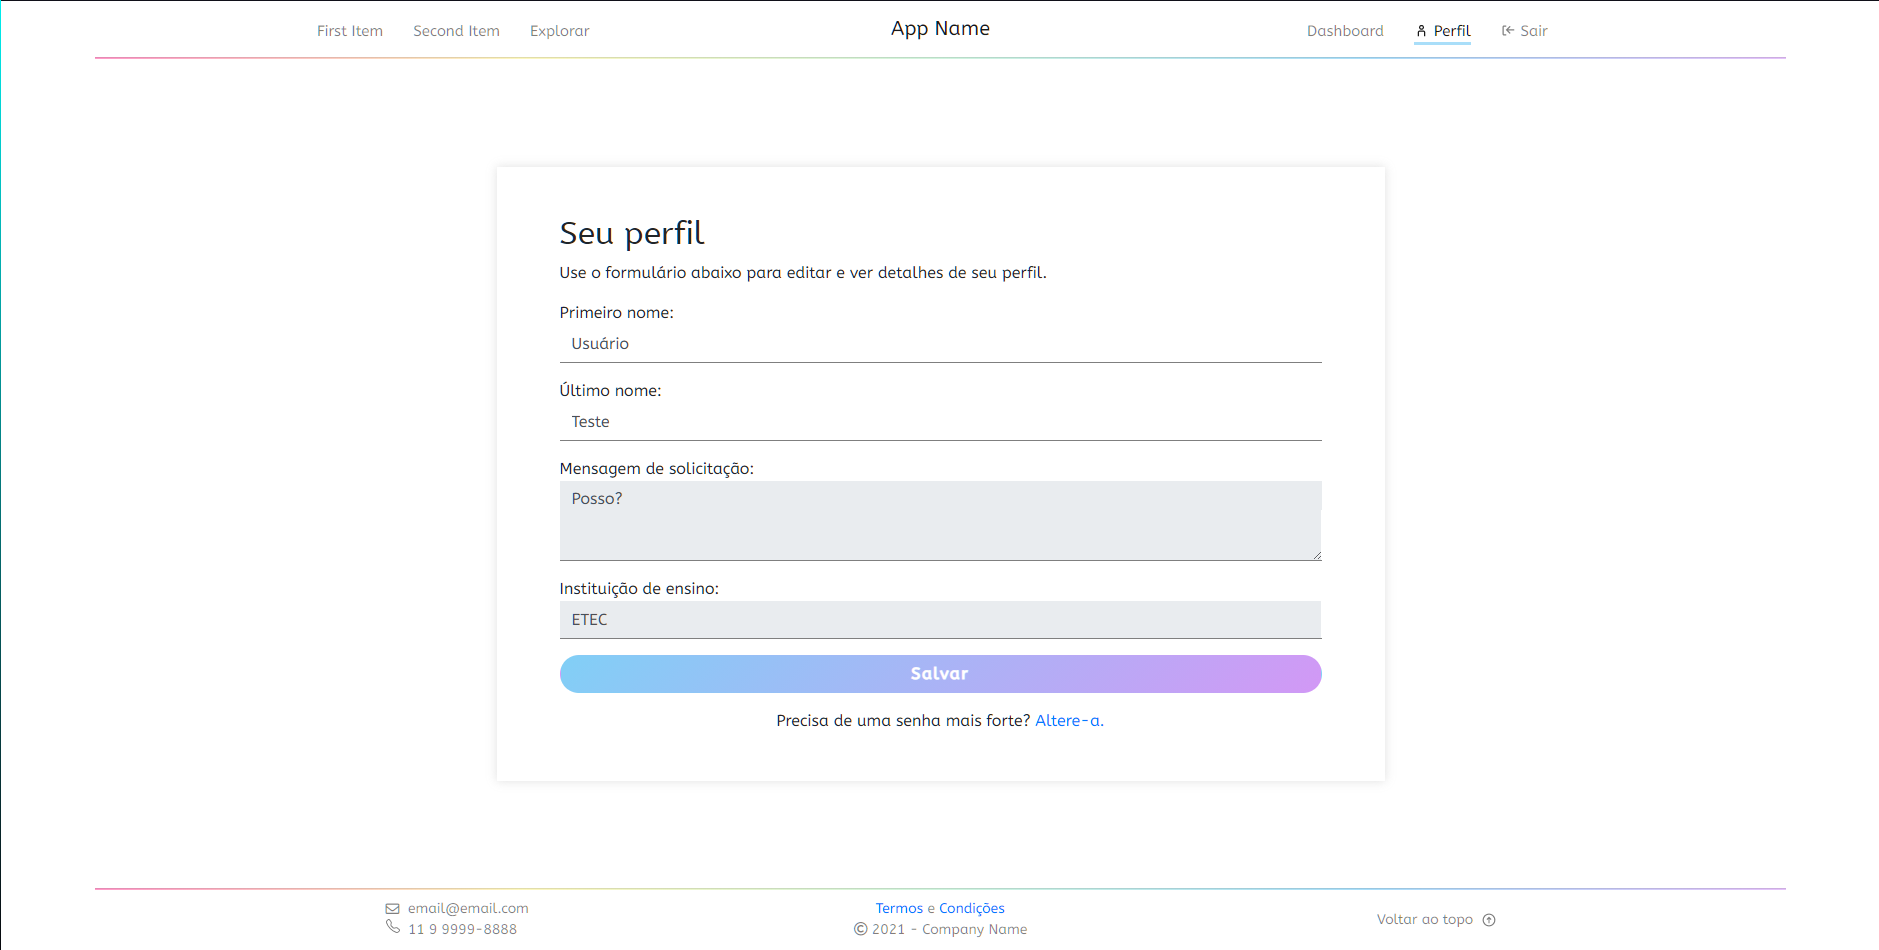 First Item Second Item Explorar App Name Dashboard Perfil Sair
Seu perfil
Use o formulário abaixo para editar e ver detalhes de seu perfil.
Primeiro nome:
Usuário
Último nome:
Teste
Mensagem de solicitação:
Posso?
Instituição de ensino:
ETEC
Salvar
Precisa de uma senha mais forte? Altere-a.
email@email.com
11 9 9999-8888
Termos e Condições
© 2021 - Company Name
Voltar ao topo